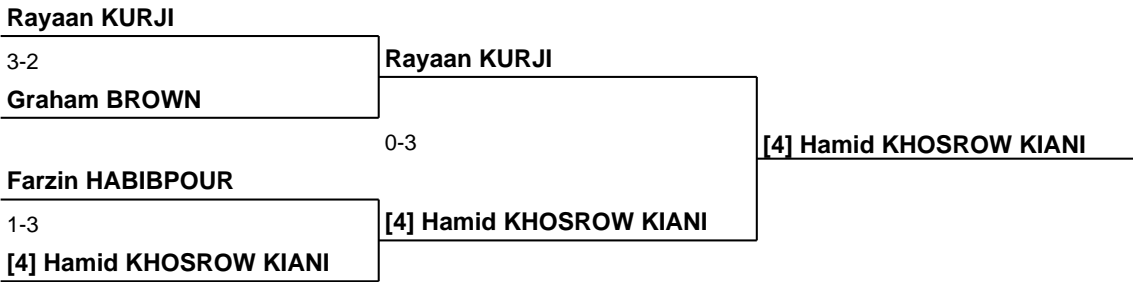 Rayaan KURJI
3-2
Rayaan KURJI
Graham BROWN
0-3
[4] Hamid KHOSROW KIANI
Farzin HABIBPOUR
1-3
[4] Hamid KHOSROW KIANI
[4] Hamid KHOSROW KIANI